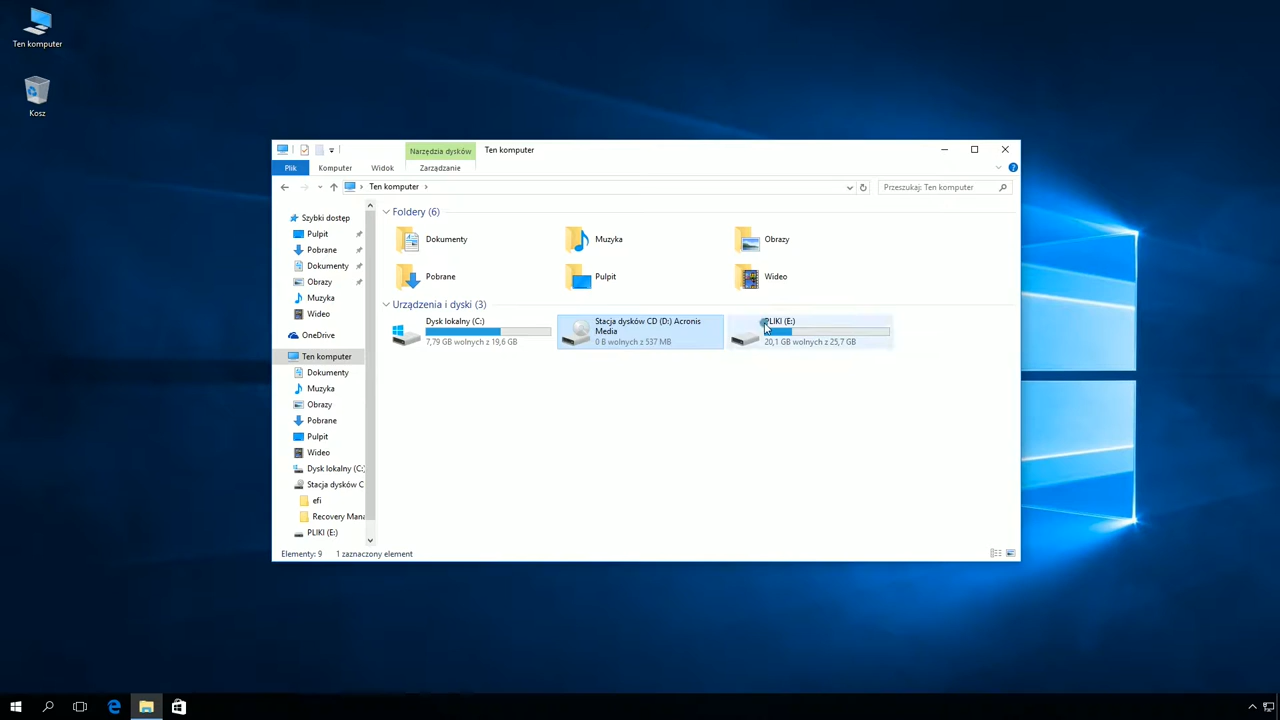 Ten komputer
Kosz
Narzędzia dysków
Ten komputer
Plik
Komputer
Widok
Zarządzanie
Ten komputer
Przeszukaj: Ten komputer
Szybki dostęp
Pulpit
Pobrane
Dokumenty
Obrazy
Muzyka
Wideo
OneDrive
Ten komputer
Dokumenty
Muzyka
Obrazy
Pobrane
Pulpit
Wideo
Dysk lokalny (C:)
Stacja dysków C
efi
Recovery Mana
PLIKI (E:)
Foldery (6)
Dokumenty
Muzyka
Obrazy
Pobrane
Pulpit
Wideo
Urządzenia i dyski (3)
Dysk lokalny (C:)
7,79 GB wolnych z 19,6 GB
Stacja dysków CD (D:) Acronis
Media
0 B wolnych z 537 MB
PLIKI (E:)
20,1 GB wolnych z 25,7 GB
Elementy: 9
1 zaznaczony element